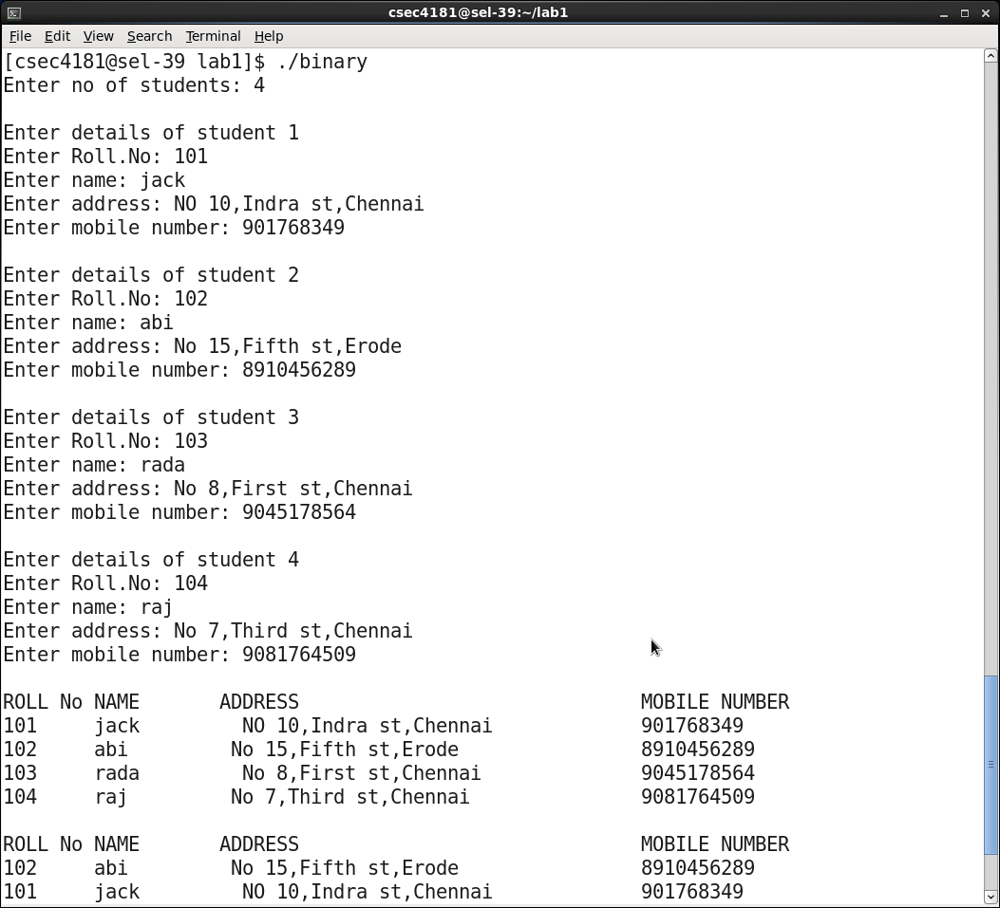 csec4181@sel-39:~/lab1
File Edit View Search Terminal Help
[csec4181@sel-39 lab1]$ ./binary
Enter no of students: 4
Enter details of student 1
Enter Roll.No: 101
Enter name: jack
Enter address: NO 10,Indra st,Chennai
Enter mobile number: 901768349
Enter details of student 2
Enter Roll.No: 102
Enter name: abi
Enter address: No 15,Fifth st,Erode
Enter mobile number: 8910456289
Enter details of student 3
Enter Roll.No: 103
Enter name: rada
Enter address: No 8,First st,Chennai
Enter mobile number: 9045178564
Enter details of student 4
Enter Roll.No: 104
Enter name: raj
Enter address: No 7,Third st,Chennai
Enter mobile number: 9081764509
ROLL No NAME       ADDRESS                              MOBILE NUMBER
101     jack         NO 10,Indra st,Chennai             901768349
102     abi         No 15,Fifth st,Erode                8910456289
103     rada         No 8,First st,Chennai              9045178564
104     raj         No 7,Third st,Chennai               9081764509
ROLL No NAME       ADDRESS                              MOBILE NUMBER
102     abi         No 15,Fifth st,Erode                8910456289
101     jack         NO 10,Indra st,Chennai             901768349